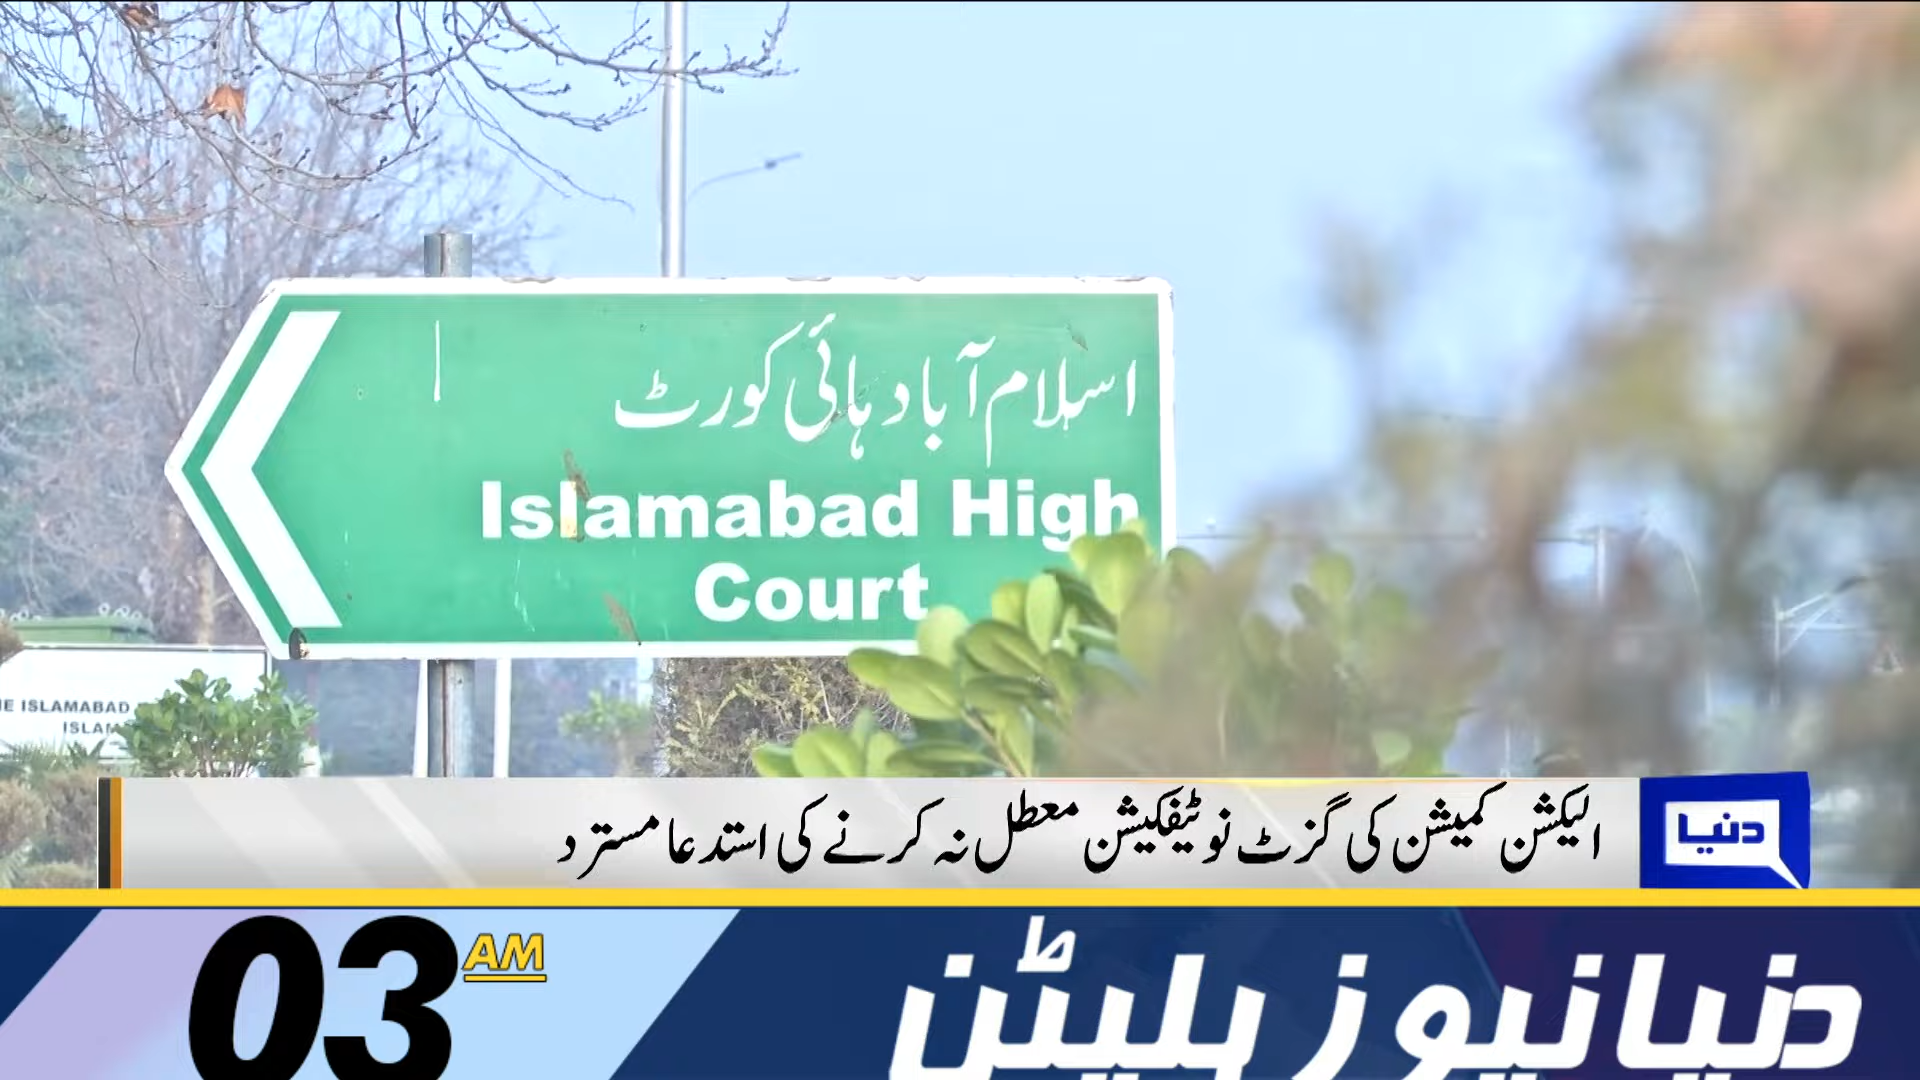 اسلام آباد ہائی کورٹ
Islamabad High
Court
E ISLAMABAD
ISLAM
الیکشن کمیشن کی گزٹ نوٹیفکیشن معطل نہ کرنے کی استدعا مسترد
دنیا
03 AM
دنیا نیوز بلیٹن